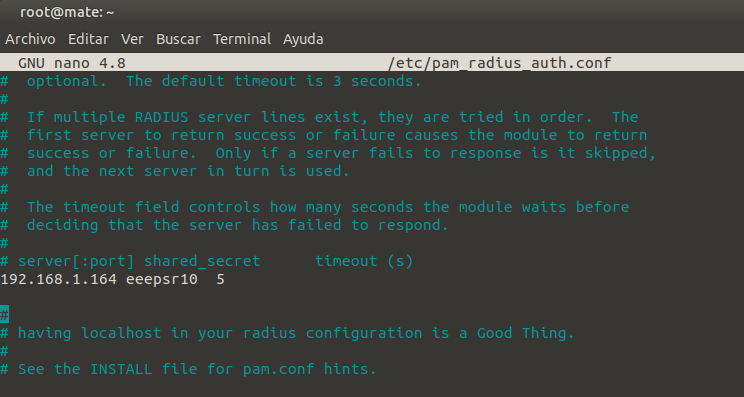 root@mate: ~
Archivo Editar Ver Buscar Terminal Ayuda
GNU nano 4.8 /etc/pam_radius_auth.conf
#  optional.  The default timeout is 3 seconds.
#
#  If multiple RADIUS server lines exist, they are tried in order.  The
#  first server to return success or failure causes the module to return
#  success or failure.  Only if a server fails to response is it skipped,
#  and the next server in turn is used.
#
#  The timeout field controls how many seconds the module waits before
#  deciding that the server has failed to respond.
#
# server[:port] shared_secret      timeout (s)
192.168.1.164 eeepsr10  5
#
# having localhost in your radius configuration is a Good Thing.
#
# See the INSTALL file for pam.conf hints.